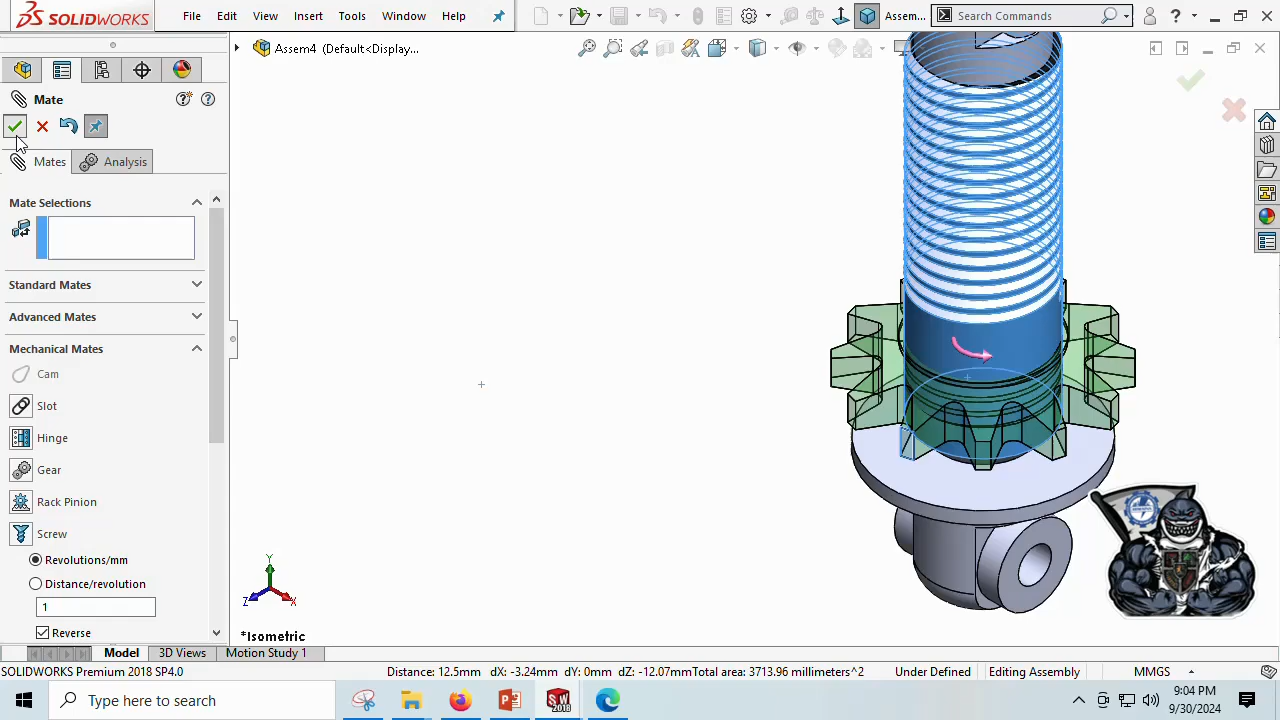 SOLIDWORKS
File
Edit
View
Insert
Tools
Window
Help
Assem...
Search Commands
Assem4 (Default<Display...
Mate
Mates
Analysis
Mate Selections
Standard Mates
Advanced Mates
Mechanical Mates
Cam
Slot
Hinge
Gear
Rack Pinion
Screw
Revolutions/mm
Distance/revolution
1
Reverse
Y
Z
X
*Isometric
Model
3D Views
Motion Study 1
SOLIDWORKS Premium 2018 SP4.0
Distance: 12.5mm dX: -3.24mm dY: 0mm dZ: -12.07mmTotal area: 3713.96 millimeters^2
Under Defined
Editing Assembly
MMGS
Type here to search
9:04 PM
9/30/2024